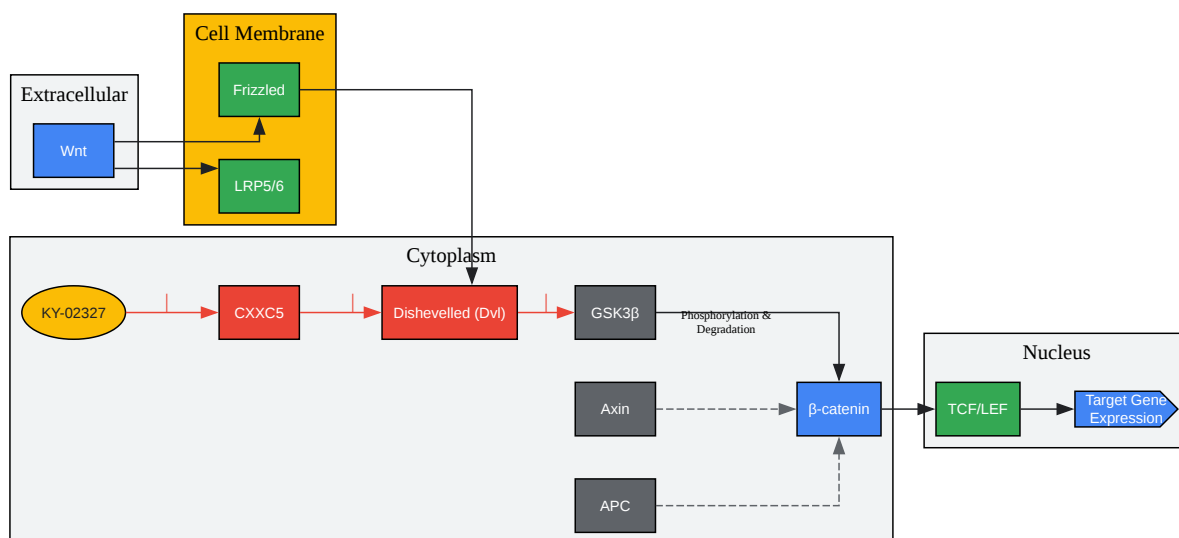 Cell Membrane
Frizzled
Extracellular
Wnt
LRP5/6
Cytoplasm
KY-02327
CXXC5
Dishevelled (Dvl)
GSK3β
Phosphorylation &
Degradation
Nucleus
Axin
β-catenin
TCF/LEF
Target Gene
Expression
APC